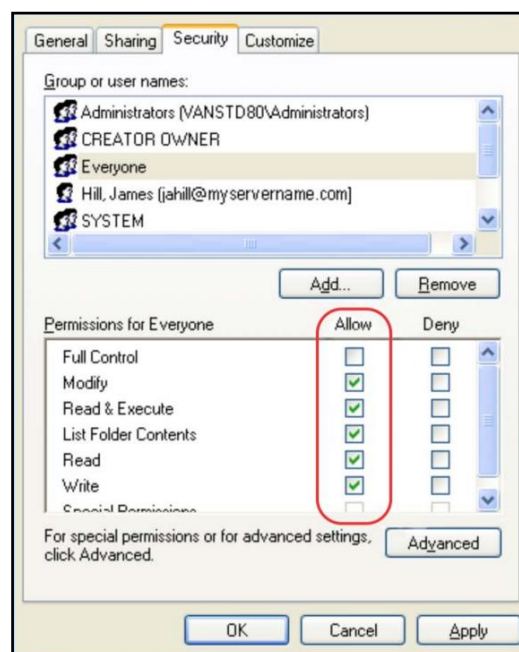 General Sharing Security Customize
Group or user names:
Administrators (VANSTD80\Administrators)
CREATOR OWNER
Everyone
Hill, James (jahill@myservername.com]
SYSTEM
Add... Remove
Permissions for Everyone Allow Deny
Full Control
Modify
Read & Execute
List Folder Contents
Read
Write
Special Permissions
For special permissions or for advanced settings,
click Advanced.
Advanced
OK Cancel Apply